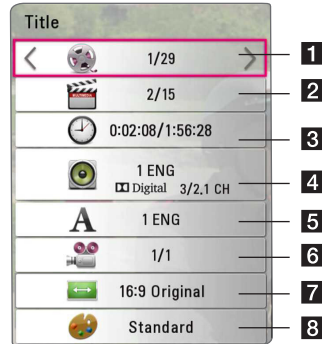 Title
1/29 1
2/15 2
0:02:08/1:56:28 3
1 ENG
Digital 3/2.1 CH 4
A 1 ENG 5
1/1 6
16:9 Original 7
Standard 8